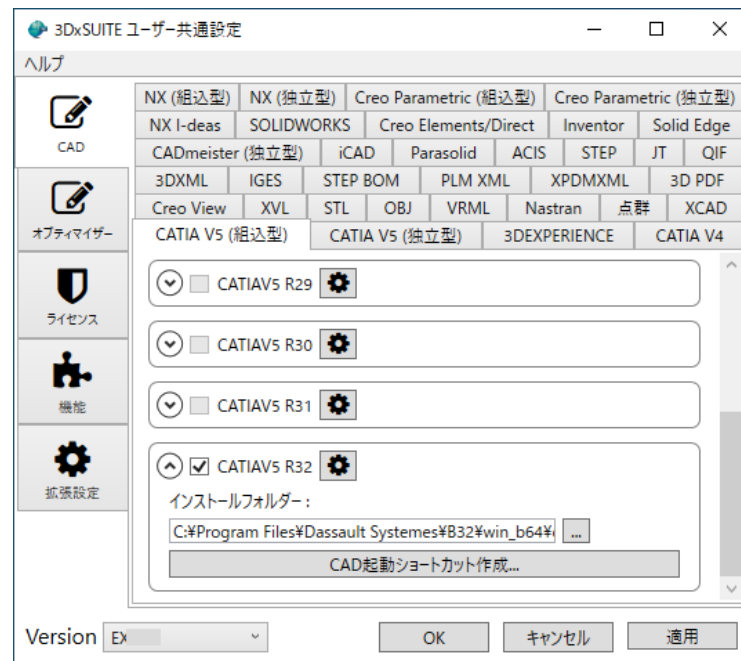 3DxSUITE ユーザー共通設定
ヘルプ
CAD
オプティマイザー
ライセンス
機能
拡張設定
NX (組込型) NX (独立型) Creo Parametric (組込型) Creo Parametric (独立型)
NX I-deas SOLIDWORKS Creo Elements/Direct Inventor Solid Edge
CADmeister (独立型) iCAD Parasolid ACIS STEP JT QIF
3DXML IGES STEP BOM PLM XML XPDMXML 3D PDF
Creo View XVL STL OBJ VRML Nastran 点群 XCAD
CATIA V5 (組込型) CATIA V5 (独立型) 3DEXPERIENCE CATIA V4
CATIAV5 R29
CATIAV5 R30
CATIAV5 R31
CATIAV5 R32
インストールフォルダー :
C:¥Program Files¥Dassault Systemes¥B32¥win_b64¥ ...
CAD起動ショートカット作成...
Version EX OK キャンセル 適用